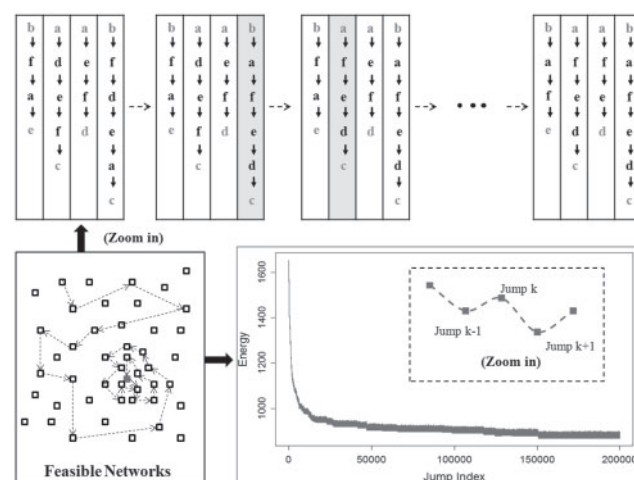 b a a b b a a b b a a b b a a b
f d e f f d e a f f e a a f f a
a e f d a e f f a e f f f e e f
e f d e e f d e e d d e e d d e
c a c d c d c d
c c c c
(Zoom in)
Feasible Networks
1600
1400
1200
1000
Energy
0 50000 100000 150000 200000
Jump Index
Jump k
Jump k-1
Jump k+1
(Zoom in)